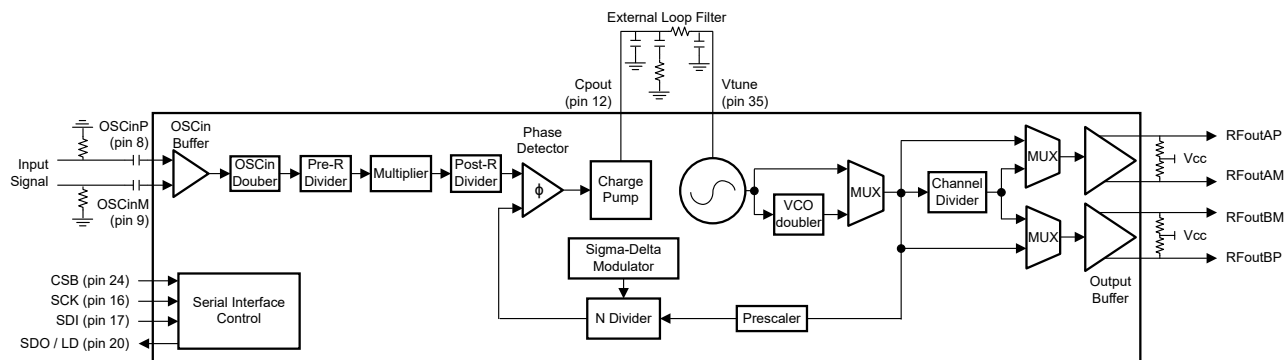 External Loop Filter
Cpout
(pin 12)
Vtune
(pin 35)
OSCinP
(pin 8)
OSCin
Buffer
Input
Signal
OSCinM
(pin 9)
OSCin
Douber
Pre-R
Divider
Multiplier
Post-R
Divider
Phase
Detector
ϕ
Charge
Pump
VCO
doubler
MUX
Channel
Divider
MUX
MUX
RFoutAP
Vcc
RFoutAM
RFoutBM
Vcc
RFoutBP
Output
Buffer
Sigma-Delta
Modulator
N Divider
Prescaler
CSB (pin 24)
SCK (pin 16)
SDI (pin 17)
SDO / LD (pin 20)
Serial Interface
Control